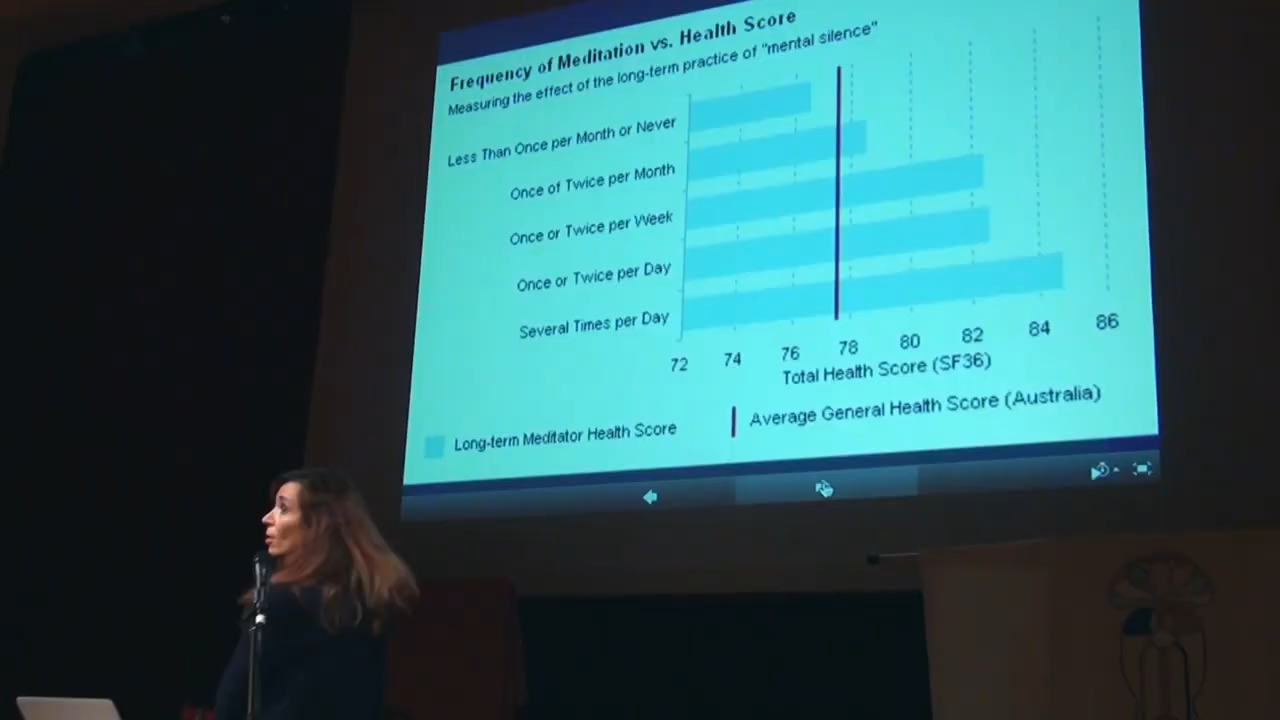 Frequency of Meditation vs. Health Score
Measuring the effect of the long-term practice of "mental silence"
Less Than Once per Month or Never
Once of Twice per Month
Once or Twice per Week
Once or Twice per Day
Several Times per Day
72 74 76 78 80 82 84 86
Total Health Score (SF36)
Long-term Meditator Health Score
Average General Health Score (Australia)